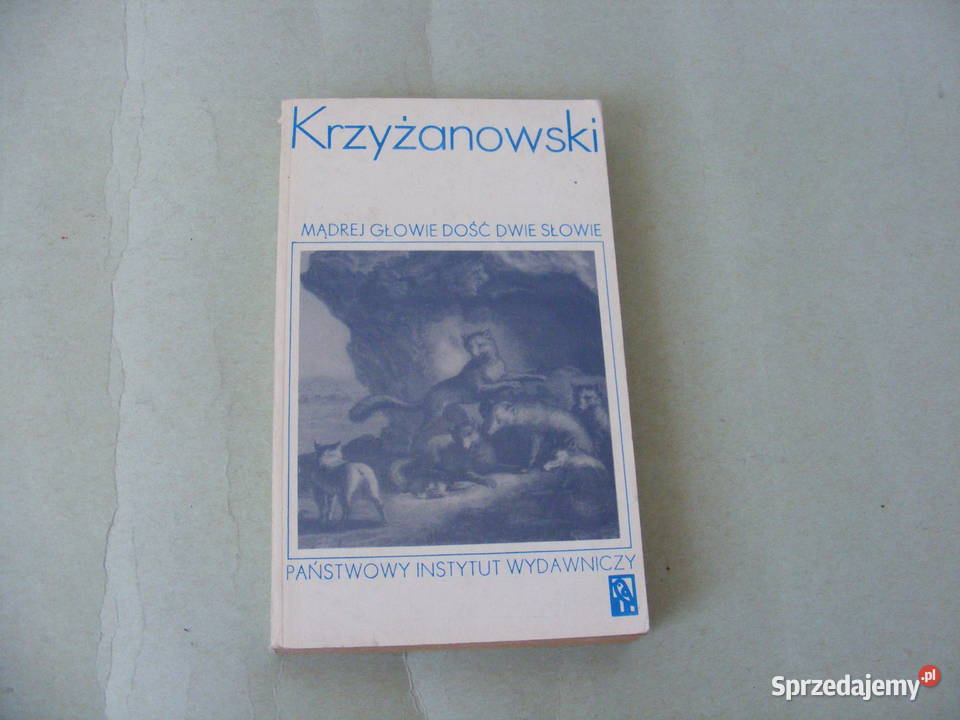 Krzyżanowski
MĄDREJ GŁOWIE DOŚĆ DWIE SŁOWIE
PAŃSTWOWY INSTYTUT WYDAWNICZY
Sprzedajemy.pl